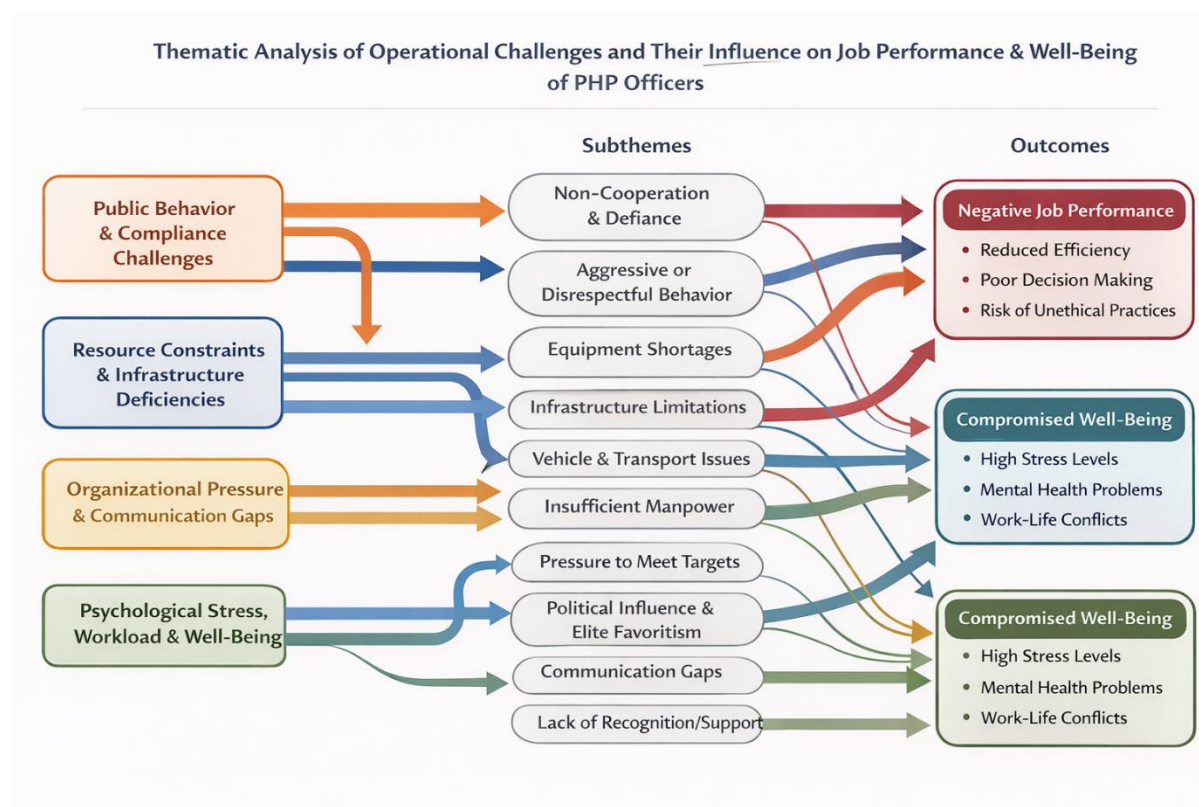 Thematic Analysis of Operational Challenges and Their Influence on Job Performance & Well-Being
of PHP Officers
Subthemes
Outcomes
Public Behavior
& Compliance
Challenges
Resource Constraints
& Infrastructure
Deficiencies
Organizational Pressure
& Communication Gaps
Psychological Stress,
Workload & Well-Being
Non-Cooperation
& Defiance
Aggressive or
Disrespectful Behavior
Equipment Shortages
Infrastructure Limitations
Vehicle & Transport Issues
Insufficient Manpower
Pressure to Meet Targets
Political Influence &
Elite Favoritism
Communication Gaps
Lack of Recognition/Support
Negative Job Performance
• Reduced Efficiency
• Poor Decision Making
• Risk of Unethical Practices
Compromised Well-Being
• High Stress Levels
• Mental Health Problems
• Work-Life Conflicts
Compromised Well-Being
• High Stress Levels
• Mental Health Problems
• Work-Life Conflicts